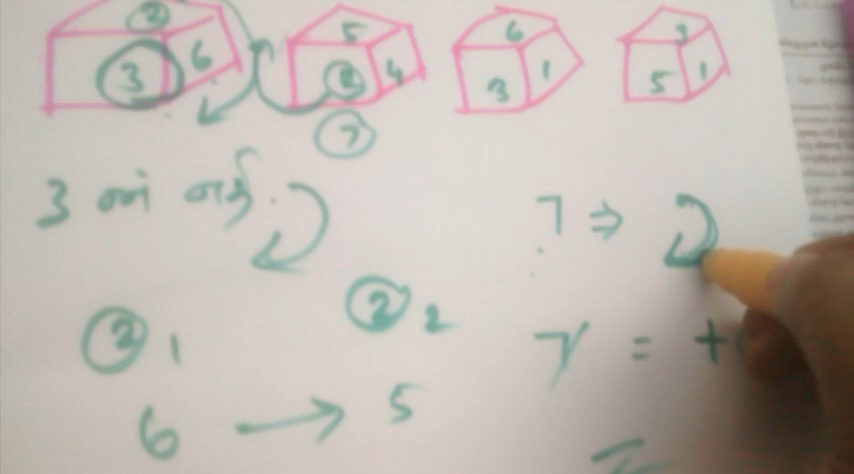 2 5 6 3
3 6 2 4 3 1 5 1
7
3 ன் எதிர் 7 ⇒
2 1 2 2 7 = +
6 → 5